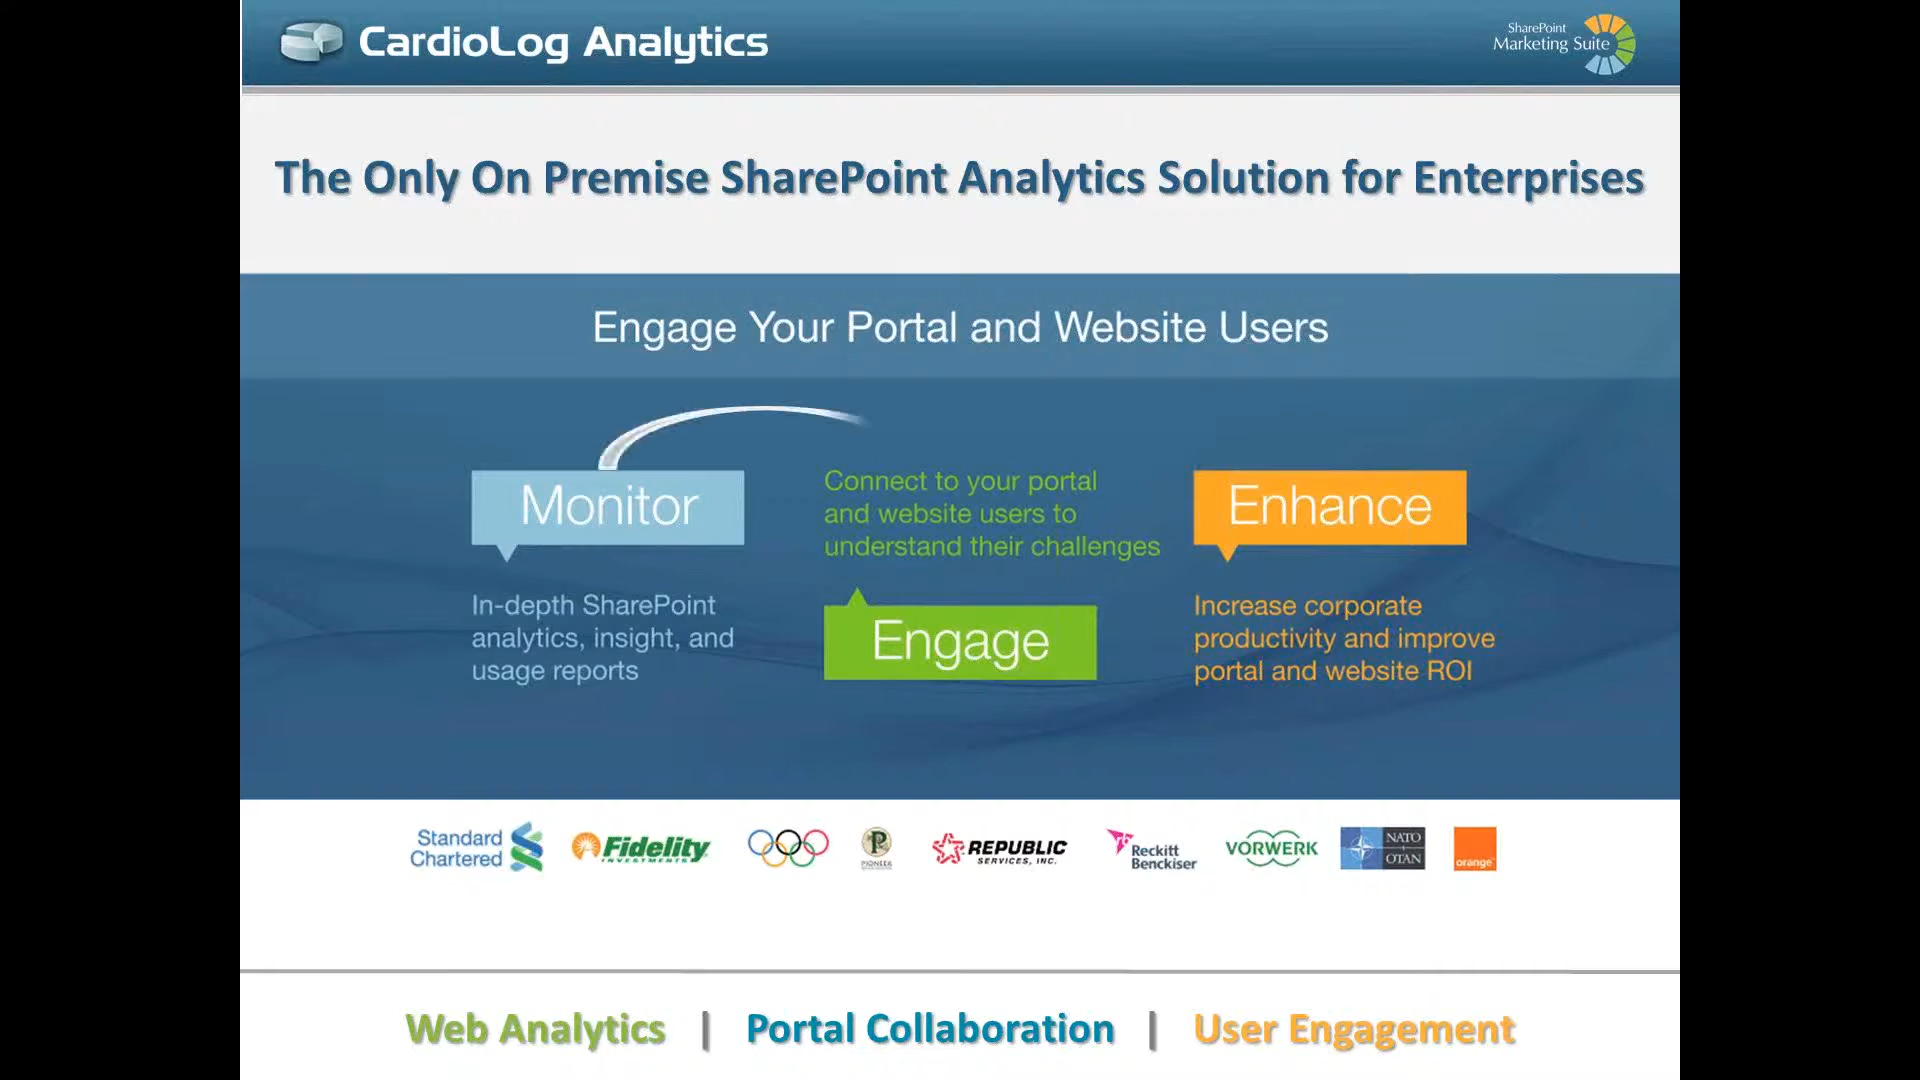 CardioLog Analytics
SharePoint
Marketing Suite
The Only On Premise SharePoint Analytics Solution for Enterprises
Engage Your Portal and Website Users
Monitor
In-depth SharePoint
analytics, insight, and
usage reports
Connect to your portal
and website users to
understand their challenges
Engage
Enhance
Increase corporate
productivity and improve
portal and website ROI
Standard
Chartered
Fidelity
INVESTMENTS
P
PIONEER
REPUBLIC
SERVICES, INC.
Reckitt
Benckiser
VORWERK
NATO
OTAN
orange
Web Analytics | Portal Collaboration | User Engagement